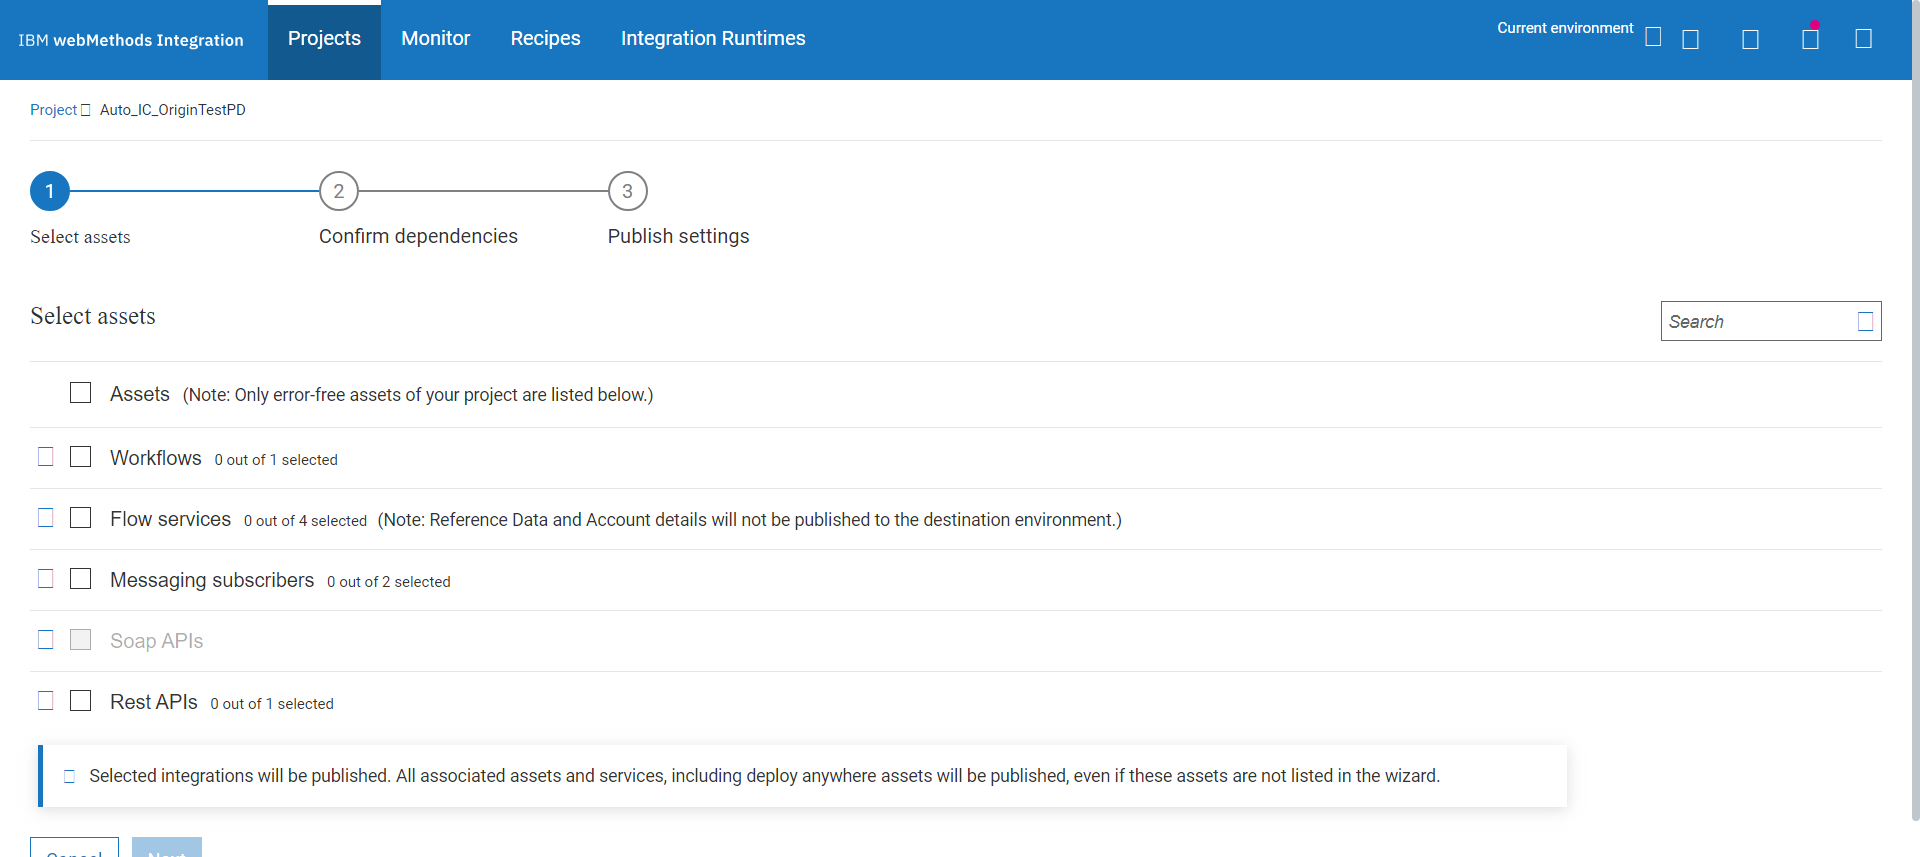 IBM webMethods Integration
Projects
Monitor
Recipes
Integration Runtimes
Current environment
Project Auto_IC_OriginTestPD
1
2
3
Select assets
Confirm dependencies
Publish settings
Select assets
Search
Assets (Note: Only error-free assets of your project are listed below.)
Workflows 0 out of 1 selected
Flow services 0 out of 4 selected (Note: Reference Data and Account details will not be published to the destination environment.)
Messaging subscribers 0 out of 2 selected
Soap APIs
Rest APIs 0 out of 1 selected
Selected integrations will be published. All associated assets and services, including deploy anywhere assets will be published, even if these assets are not listed in the wizard.
Cancel
Next